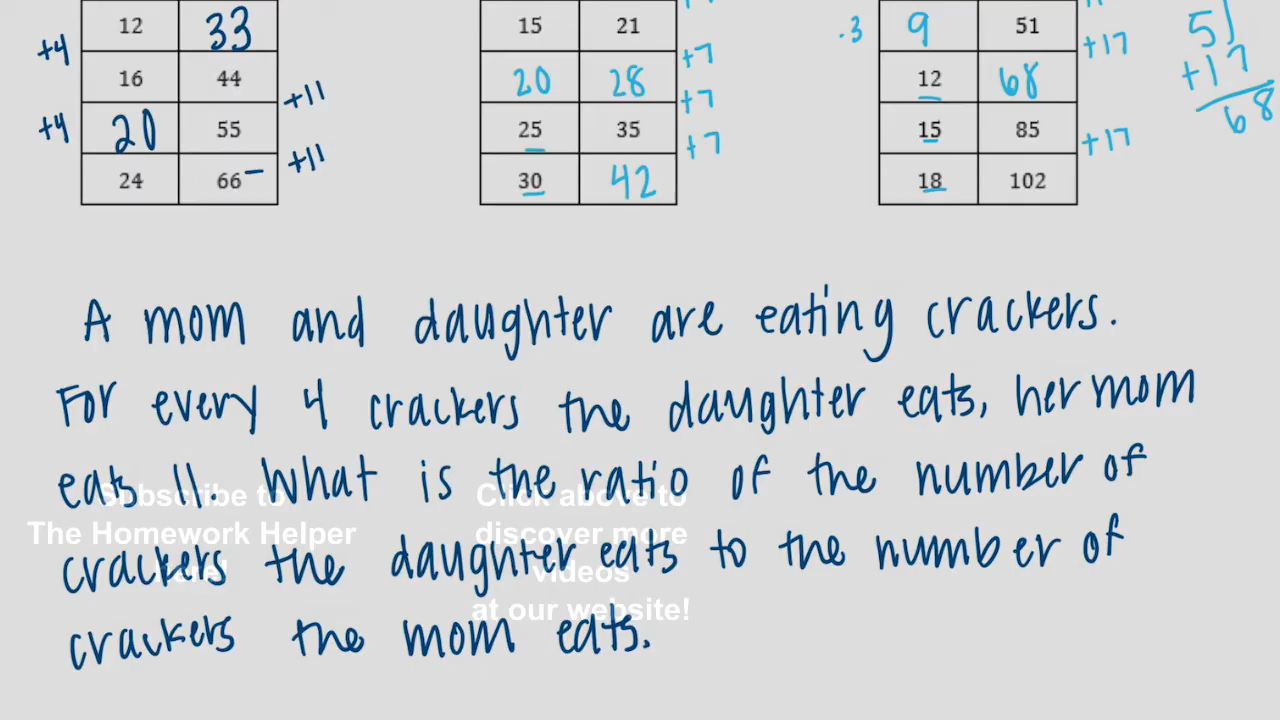 12 33
15 21
.3 9 51
51
+4
+7
+17
+17
16 44
20 28
12 68
+11
+7
68
+4 20 55
25 35
15 85
+17
+11
+7
24 66
30 42
18 102
A mom and daughter are eating crackers.
For every 4 crackers the daughter eats, her mom
eats 11. What is the ratio of the number of
Subscribe to
Click above to
The Homework Helper
discover more
crackers the daughter eats to the number of
videos
at our website!
crackers the mom eats.